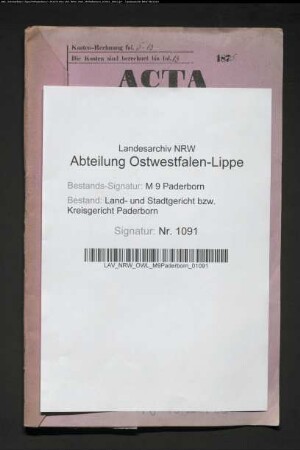 Kosten-Rechnung fol.
Die Kosten sind berechnet bis fol.
187
ACTA
Landesarchiv NRW
Abteilung Ostwestfalen-Lippe
Bestands-Signatur: M 9 Paderborn
Bestand: Land- und Stadtgericht bzw.
Kreisgericht Paderborn
Signatur: Nr. 1091
LAV_NRW_OWL_M9Paderborn_01091